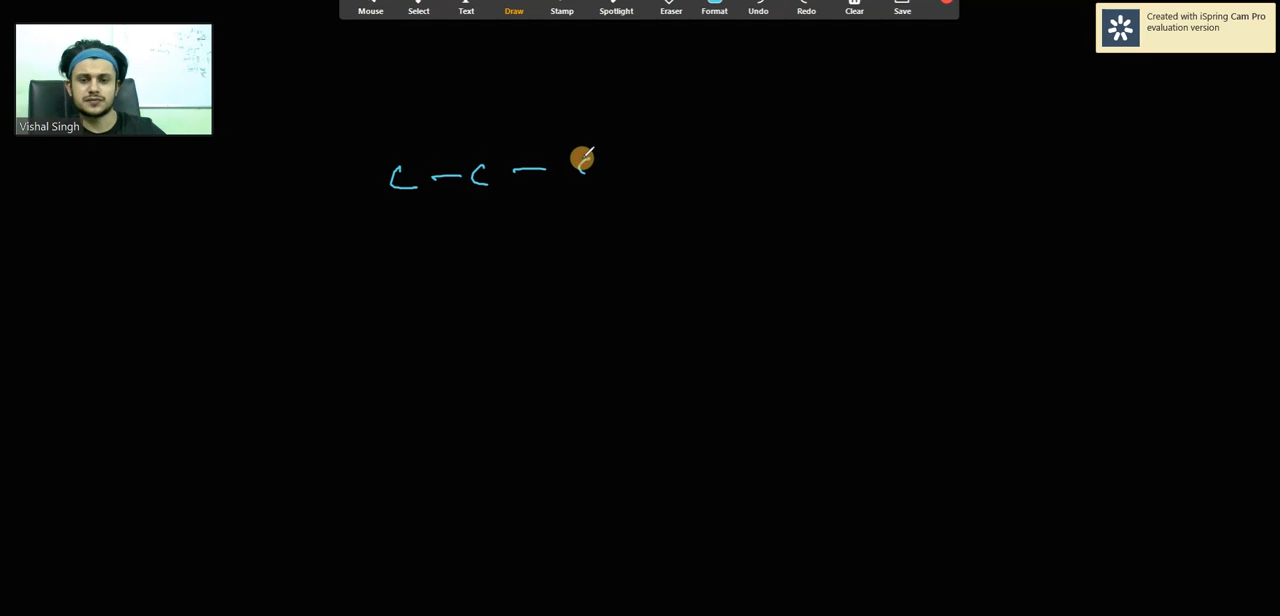 Mouse Select Text Draw Stamp Spotlight Eraser Format Undo Redo Clear Save
Created with iSpring Cam Pro
evaluation version
Vishal Singh
C - C - C